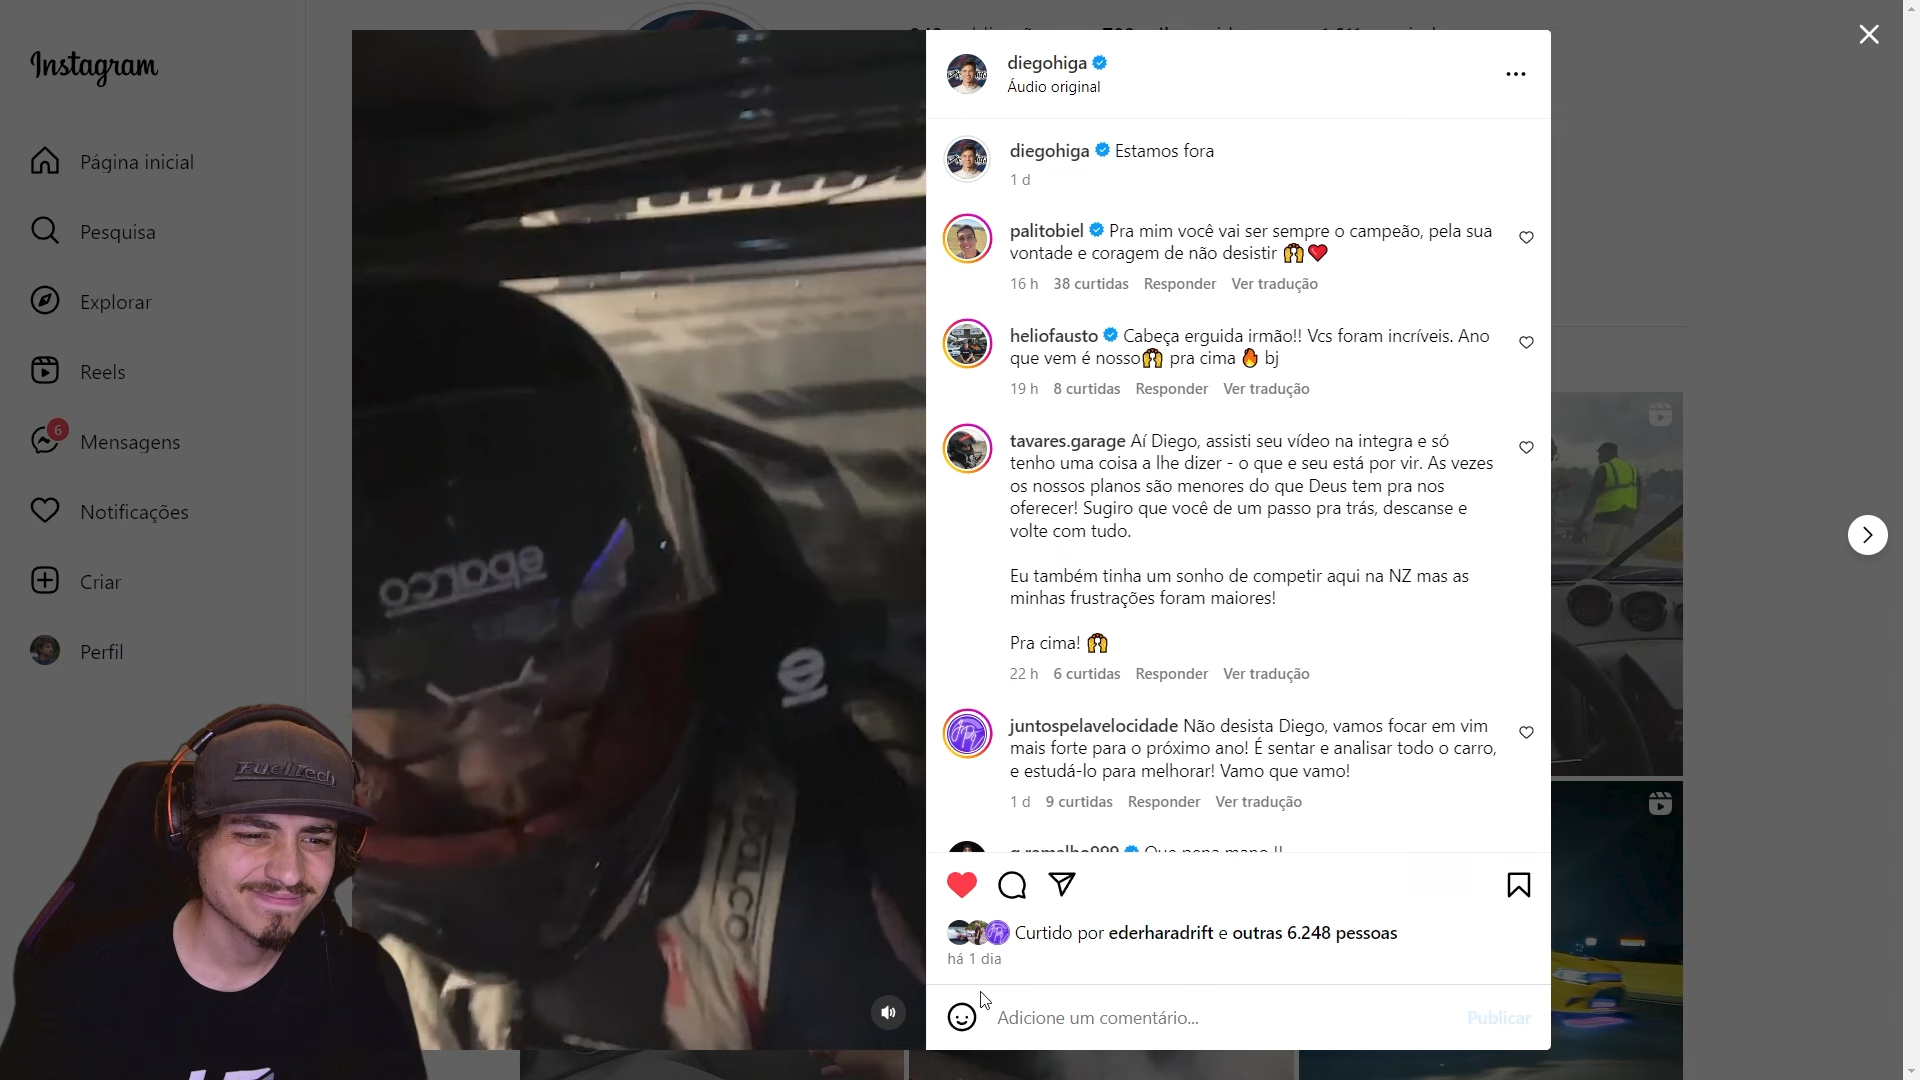 Instagram
Página inicial
Pesquisa
Explorar
Reels
6
Mensagens
Notificações
Criar
Perfil
diegohiga
Áudio original
diegohiga Estamos fora
1 d
palitobiel Pra mim você vai ser sempre o campeão, pela sua
vontade e coragem de não desistir 🙌❤️
16 h 38 curtidas Responder Ver tradução
heliofausto Cabeça erguida irmão!! Vcs foram incríveis. Ano
que vem é nosso🙌 pra cima 🔥 bj
19 h 8 curtidas Responder Ver tradução
tavares.garage Aí Diego, assisti seu vídeo na integra e só
tenho uma coisa a lhe dizer - o que e seu está por vir. As vezes
os nossos planos são menores do que Deus tem pra nos
oferecer! Sugiro que você de um passo pra trás, descanse e
volte com tudo.
Eu também tinha um sonho de competir aqui na NZ mas as
minhas frustrações foram maiores!
Pra cima! 🙌
22 h 6 curtidas Responder Ver tradução
juntospelavelocidade Não desista Diego, vamos focar em vim
mais forte para o próximo ano! É sentar e analisar todo o carro,
e estudá-lo para melhorar! Vamo que vamo!
1 d 9 curtidas Responder Ver tradução
g.ramalho999 Que pena mano !!
Curtido por ederharadrift e outras 6.248 pessoas
há 1 dia
Adicione um comentário...
Publicar
sparco
sparco
FuelTech